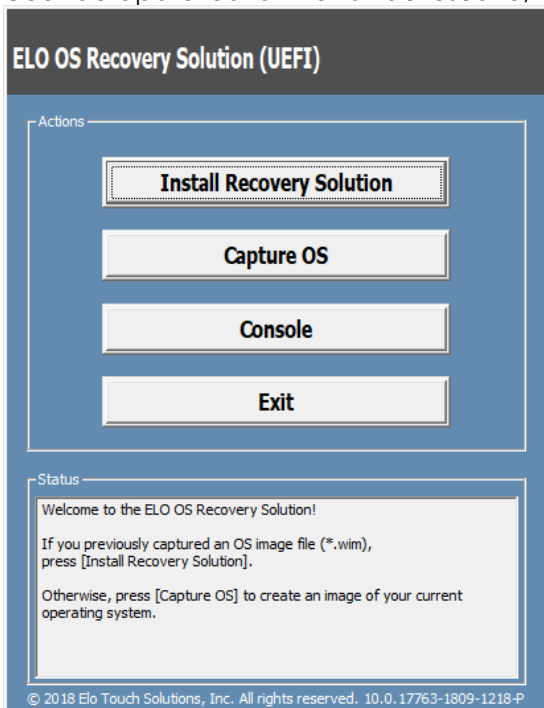 ELO OS Recovery Solution (UEFI)
Actions
Install Recovery Solution
Capture OS
Console
Exit
Status
Welcome to the ELO OS Recovery Solution!
If you previously captured an OS image file (*.wim),
press [Install Recovery Solution].
Otherwise, press [Capture OS] to create an image of your current
operating system.
© 2018 Elo Touch Solutions, Inc. All rights reserved. 10.0.17763-1809-1218-P